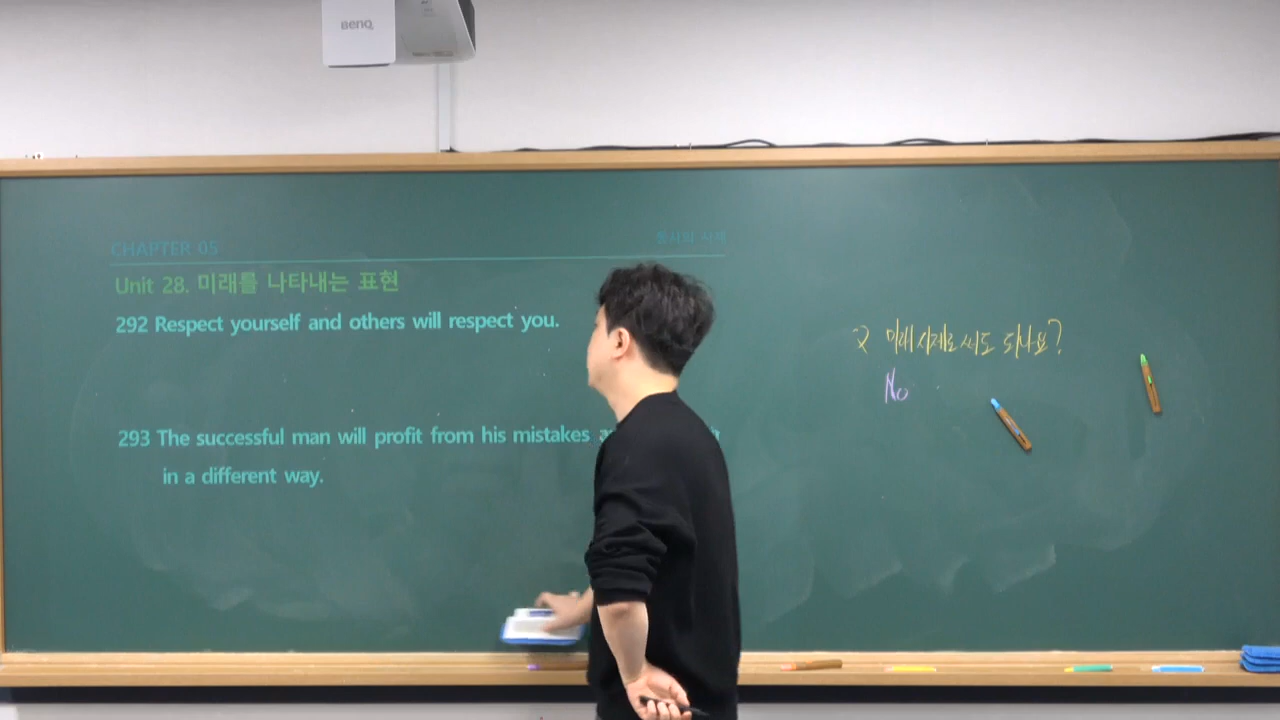 BenQ
CHAPTER 05
동사의 시제
Unit 28. 미래를 나타내는 표현
292 Respect yourself and others will respect you.
293 The successful man will profit from his mistakes
in a different way.
미래시제로 써도 되나요?
No